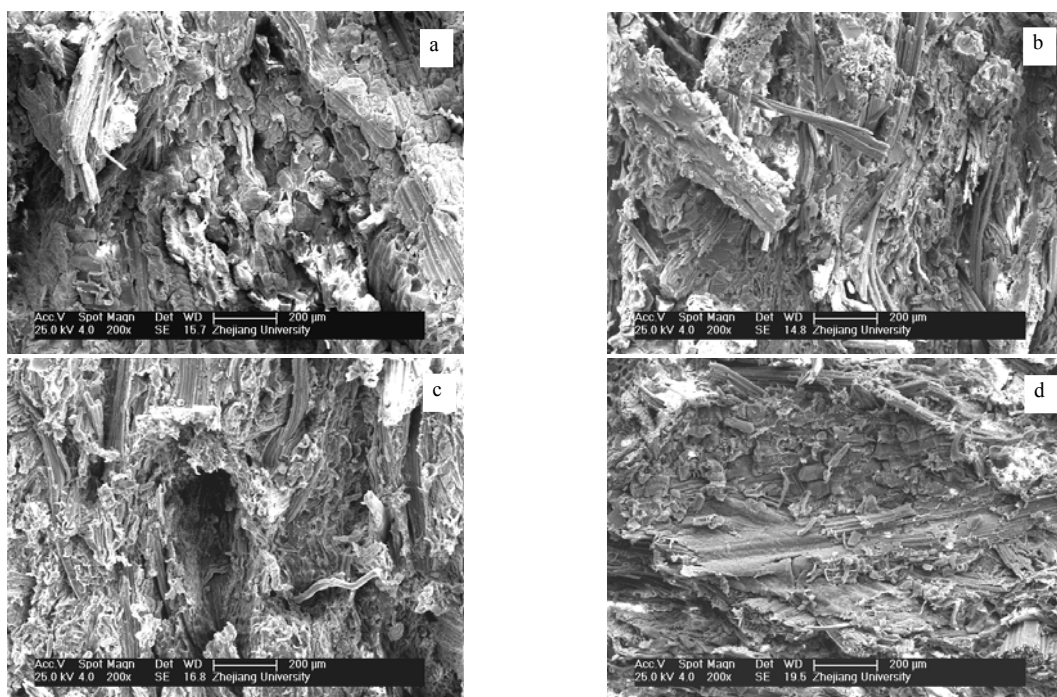 a
Acc.V Spot Magn Det WD 200 µm
25.0 kV 4.0 200x SE 15.7 Zhejiang University
b
Acc.V Spot Magn Det WD 200 µm
25.0 kV 4.0 200x SE 14.8 Zhejiang University
c
Acc.V Spot Magn Det WD 200 µm
25.0 kV 4.0 200x SE 16.8 Zhejiang University
d
Acc.V Spot Magn Det WD 200 µm
25.0 kV 4.0 200x SE 19.5 Zhejiang University